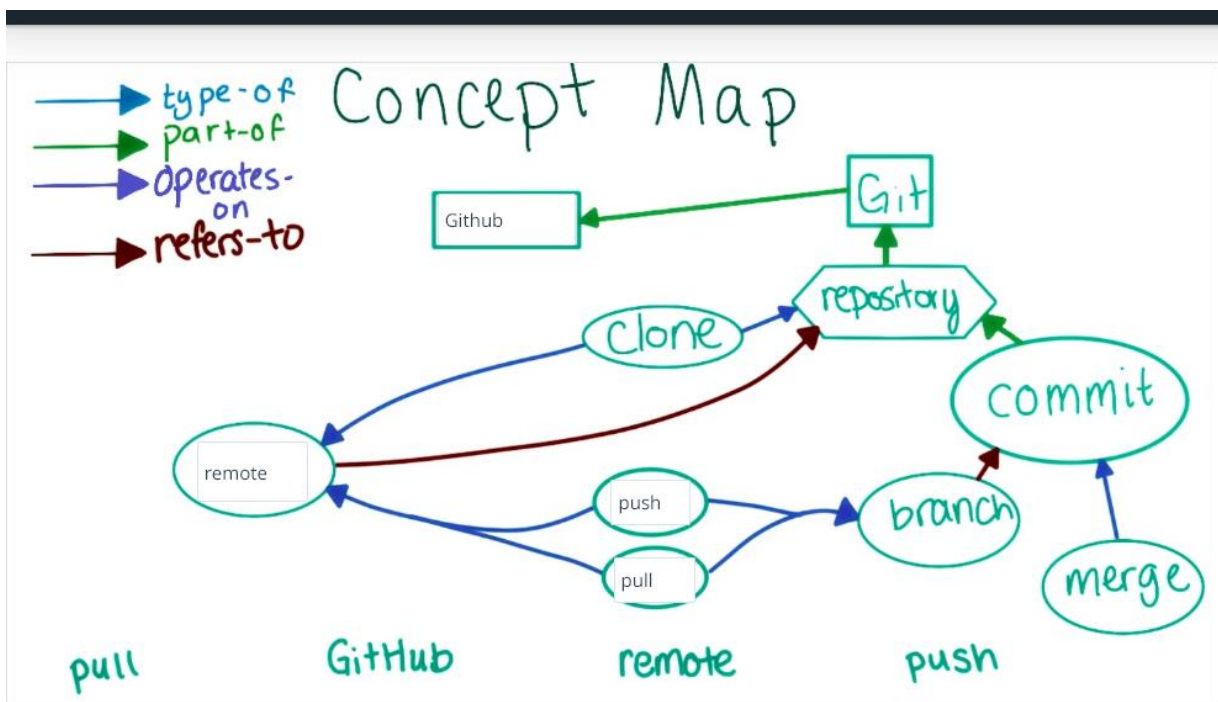 Concept Map
type-of
part-of
operates-
on
refers-to
Github
Git
repository
clone
commit
remote
push
branch
pull
merge
pull GitHub remote push